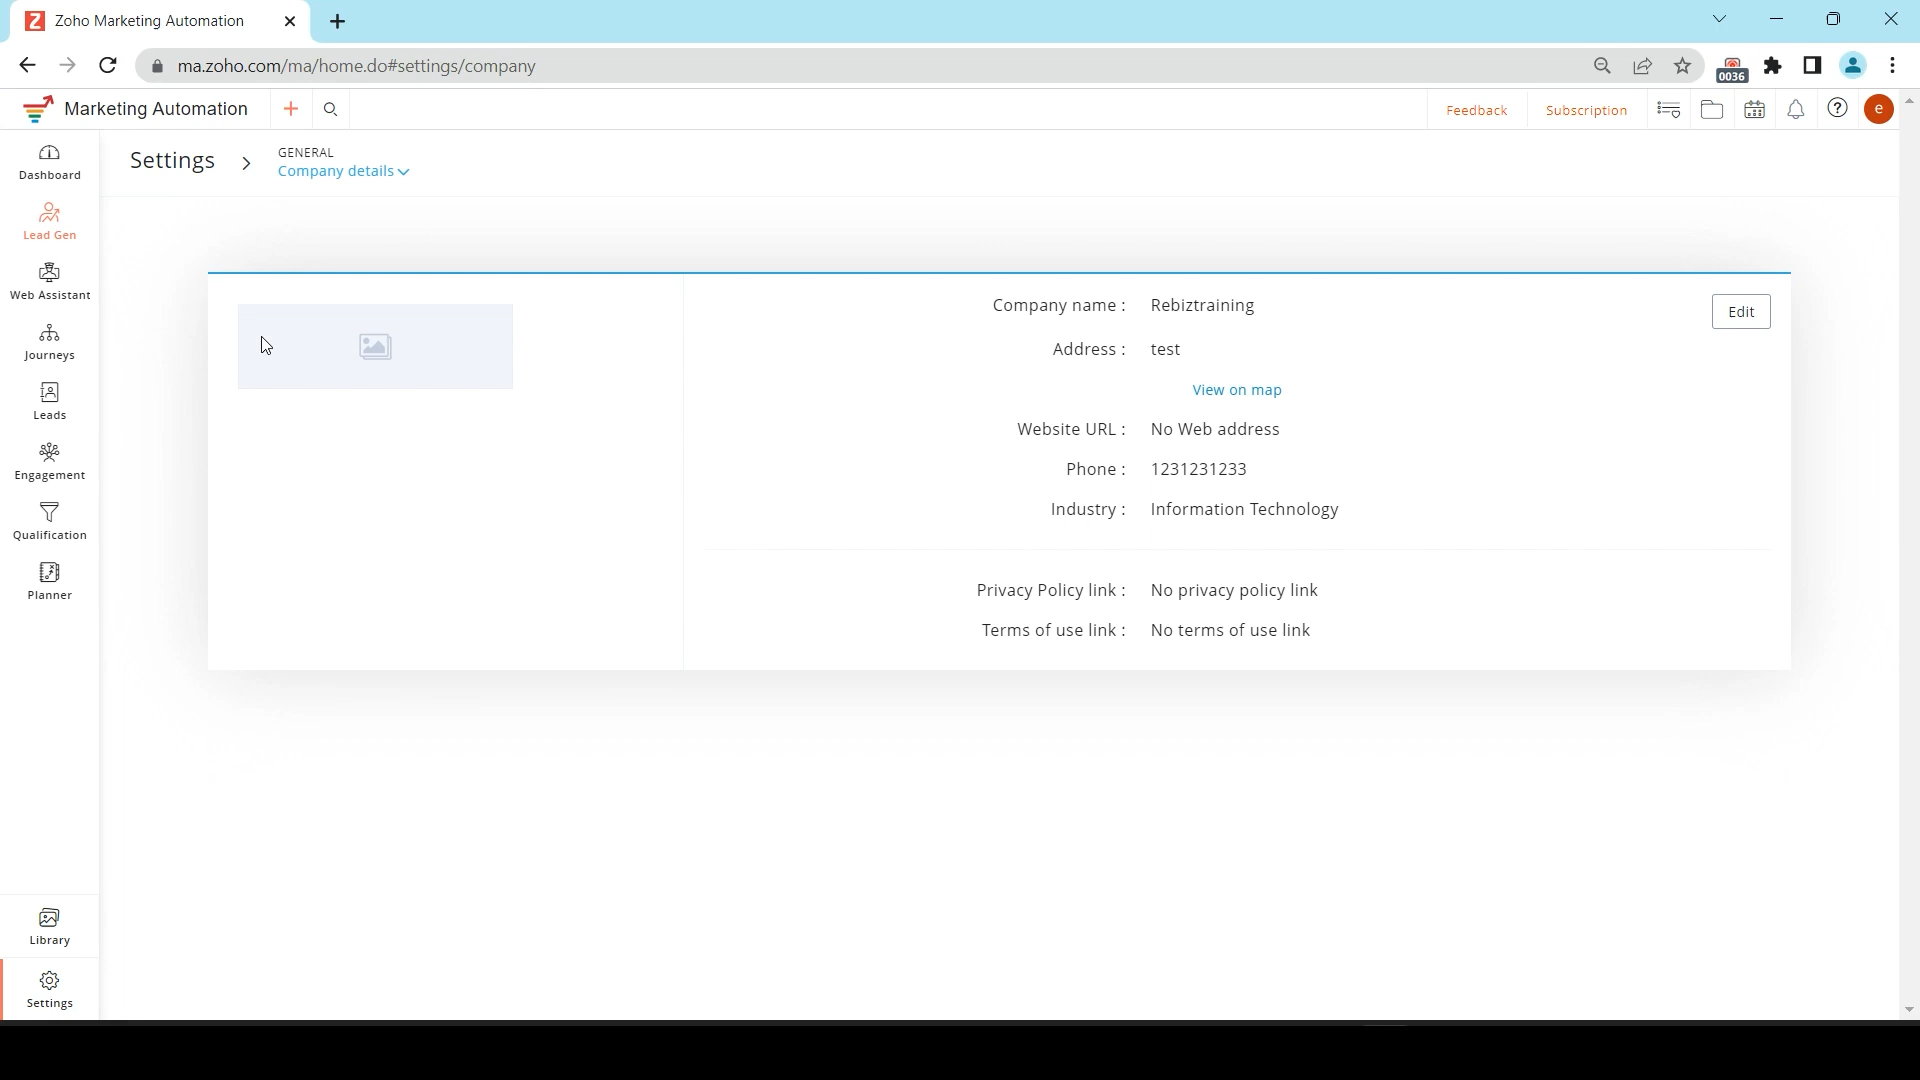 Zoho Marketing Automation
ma.zoho.com/ma/home.do#settings/company
0036
Marketing Automation
Feedback
Subscription
e
Dashboard
Lead Gen
Web Assistant
Journeys
Leads
Engagement
Qualification
Planner
Library
Settings
Settings
GENERAL
Company details
Company name : Rebiztraining
Edit
Address : test
View on map
Website URL : No Web address
Phone : 1231231233
Industry : Information Technology
Privacy Policy link : No privacy policy link
Terms of use link : No terms of use link